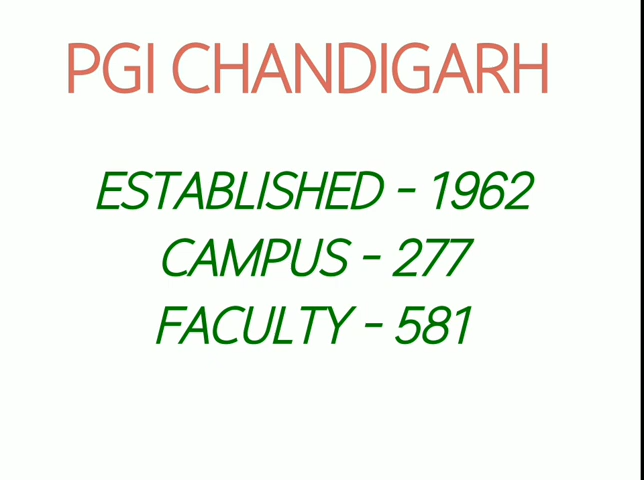 PGI CHANDIGARH
ESTABLISHED - 1962
CAMPUS - 277
FACULTY - 581